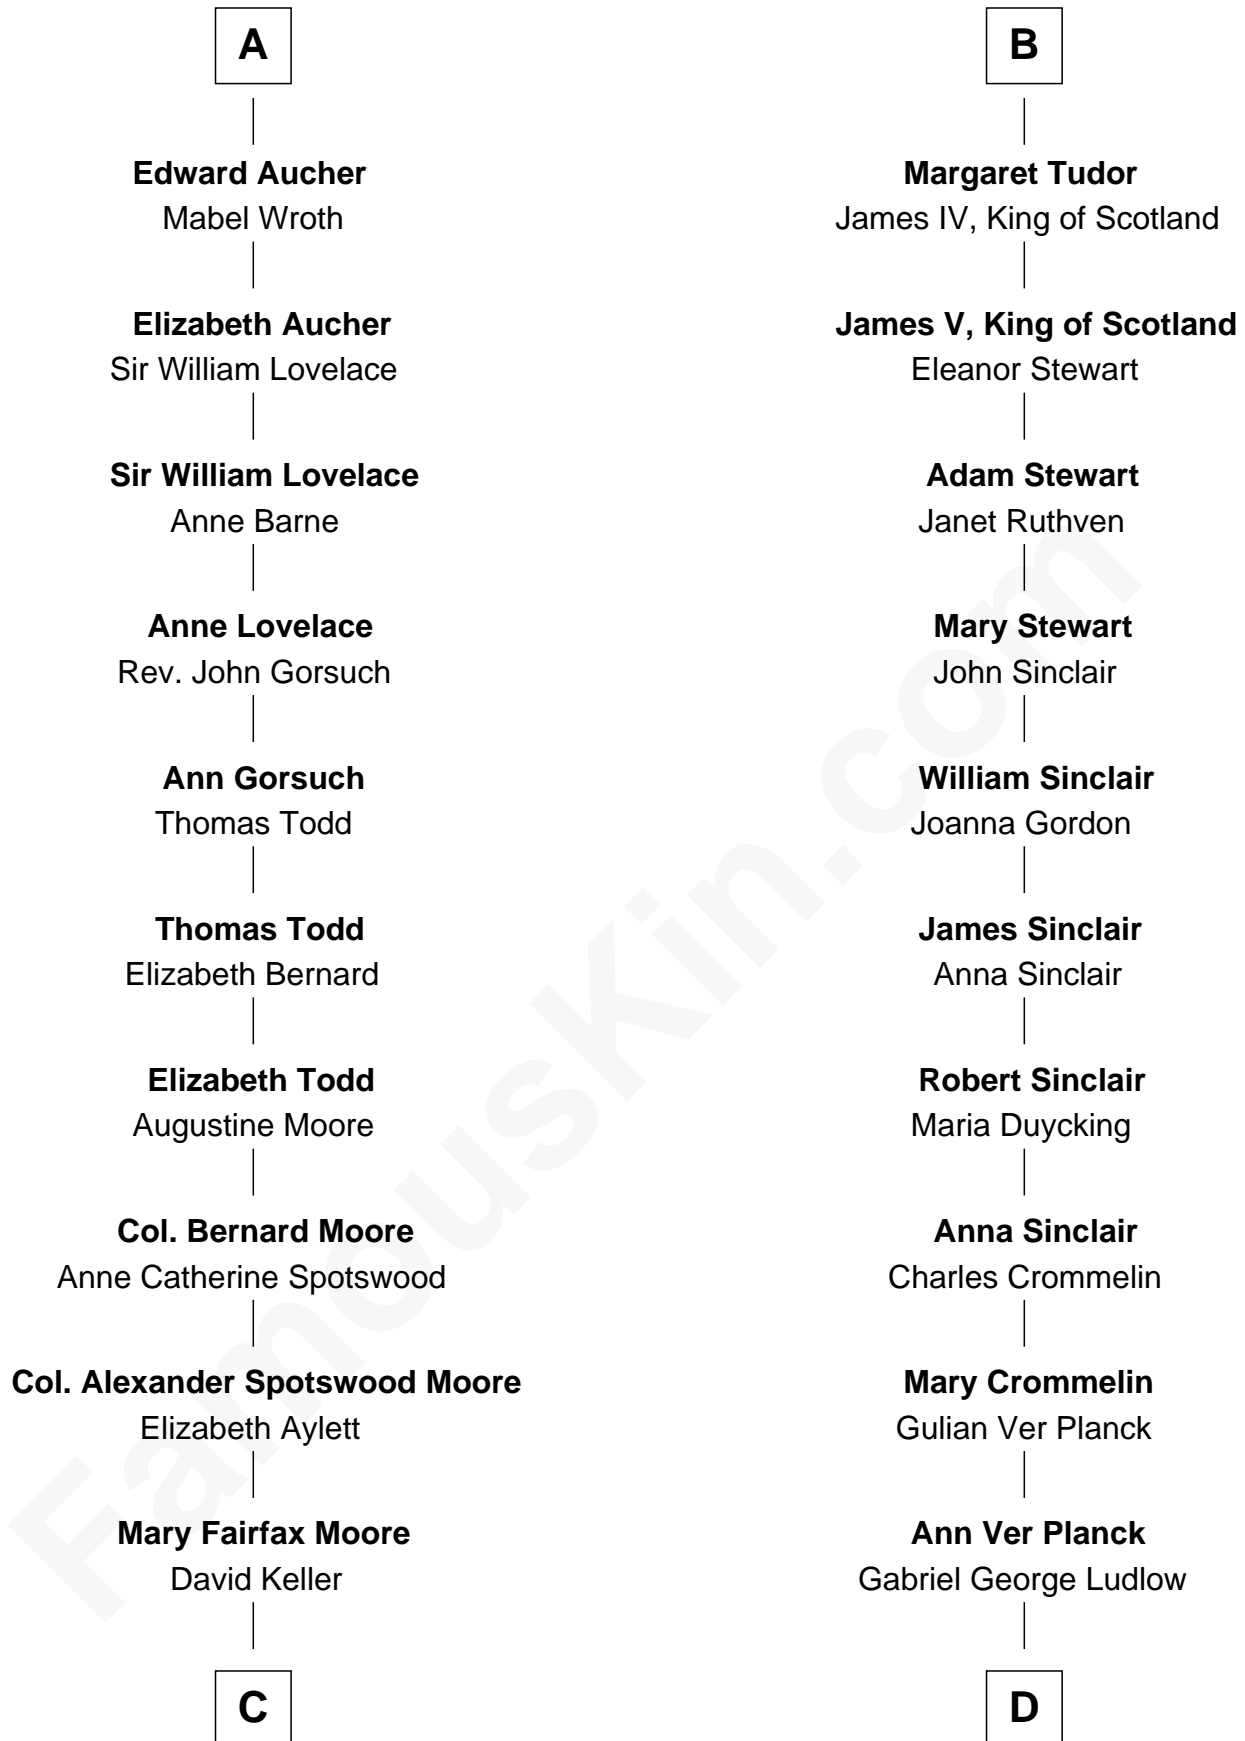 A
Edward Aucher
Mabel Wroth
Elizabeth Aucher
Sir William Lovelace
Sir William Lovelace
Anne Barne
Anne Lovelace
Rev. John Gorsuch
Ann Gorsuch
Thomas Todd
Thomas Todd
Elizabeth Bernard
Elizabeth Todd
Augustine Moore
Col. Bernard Moore
Anne Catherine Spotswood
Col. Alexander Spotswood Moore
Elizabeth Aylett
Mary Fairfax Moore
David Keller
C
B
Margaret Tudor
James IV, King of Scotland
James V, King of Scotland
Eleanor Stewart
Adam Stewart
Janet Ruthven
Mary Stewart
John Sinclair
William Sinclair
Joanna Gordon
James Sinclair
Anna Sinclair
Robert Sinclair
Maria Duycking
Anna Sinclair
Charles Crommelin
Mary Crommelin
Gulian Ver Planck
Ann Ver Planck
Gabriel George Ludlow
D
FamousKin.com